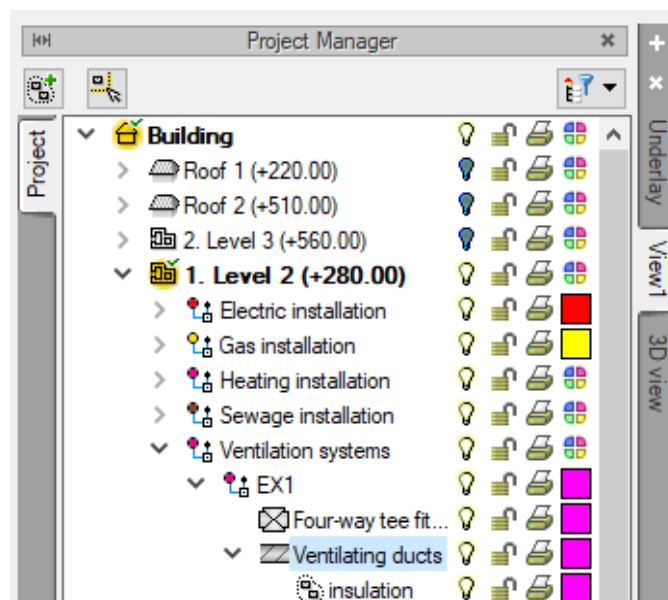 Project Manager
Project
Building
Roof 1 (+220.00)
Roof 2 (+510.00)
2. Level 3 (+560.00)
1. Level 2 (+280.00)
Electric installation
Gas installation
Heating installation
Sewage installation
Ventilation systems
EX1
Four-way tee fit...
Ventilating ducts
insulation
Underlay
View1
3D view